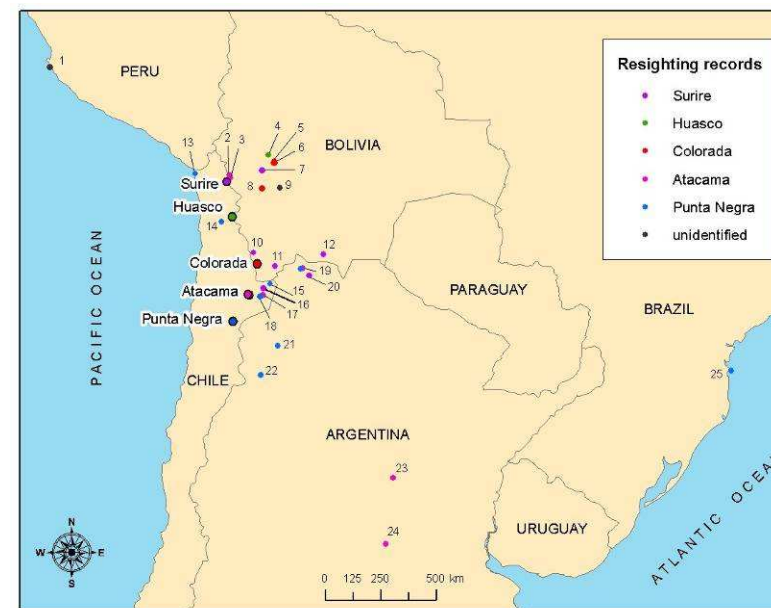 1
PERU
Resighting records
Surire
Huasco
Colorada
Atacama
Punta Negra
unidentified
4
5
6
BOLIVIA
2
3
13
7
Surire
8
9
Huasco
14
10
12
11
Colorada
19
20
15
PARAGUAY
Atacama
16
17
BRAZIL
Punta Negra
18
21
PACIFIC OCEAN
22
CHILE
25
ARGENTINA
23
24
URUGUAY
ATLANTIC OCEA
N
W
E
S
0 125 250 500 km